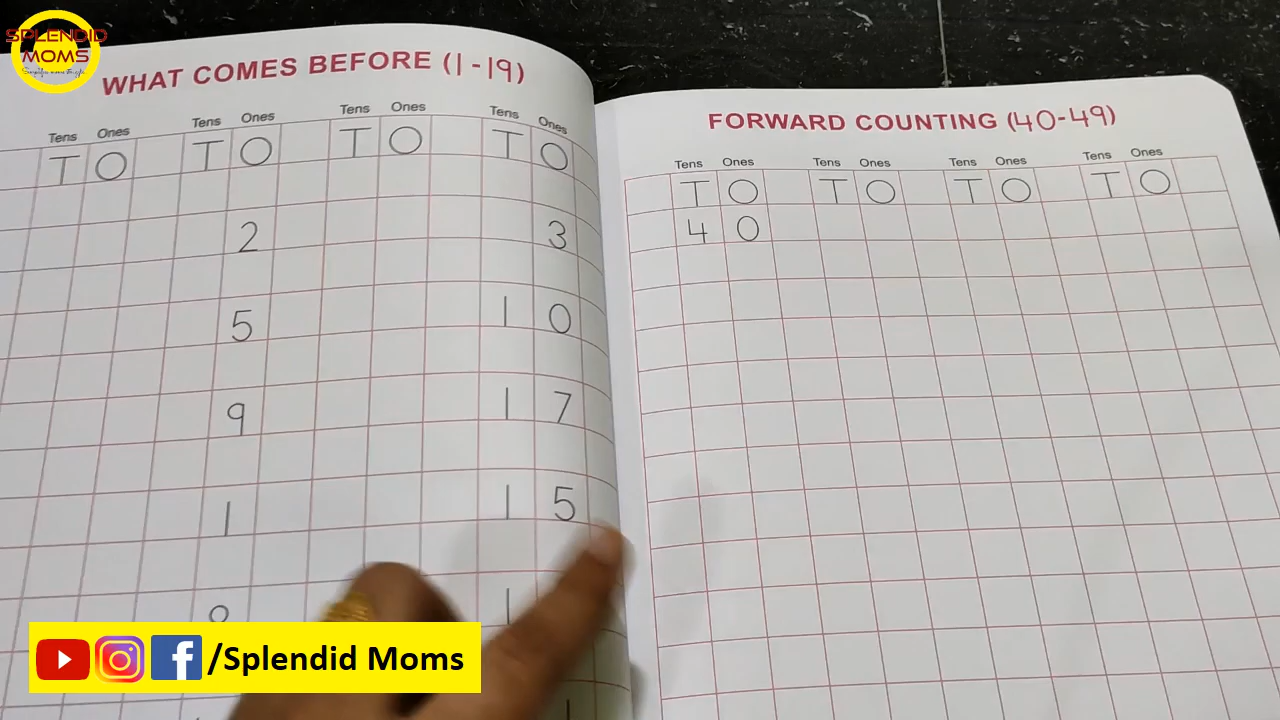 SPLENDID
MOMS
WHAT COMES BEFORE (1-19)
Tens Ones Tens Ones Tens Ones Tens Ones
T O T O T O T O
2 3
5 1 0
9 1 7
1 1 5
1
FORWARD COUNTING (40-49)
Tens Ones Tens Ones Tens Ones Tens Ones
T O T O T O T O
4 0
/Splendid Moms